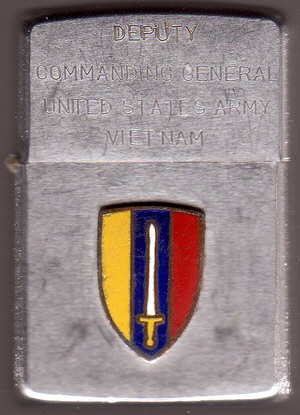 DEPUTY
COMMANDING GENERAL
UNITED STATES ARMY
VIETNAM